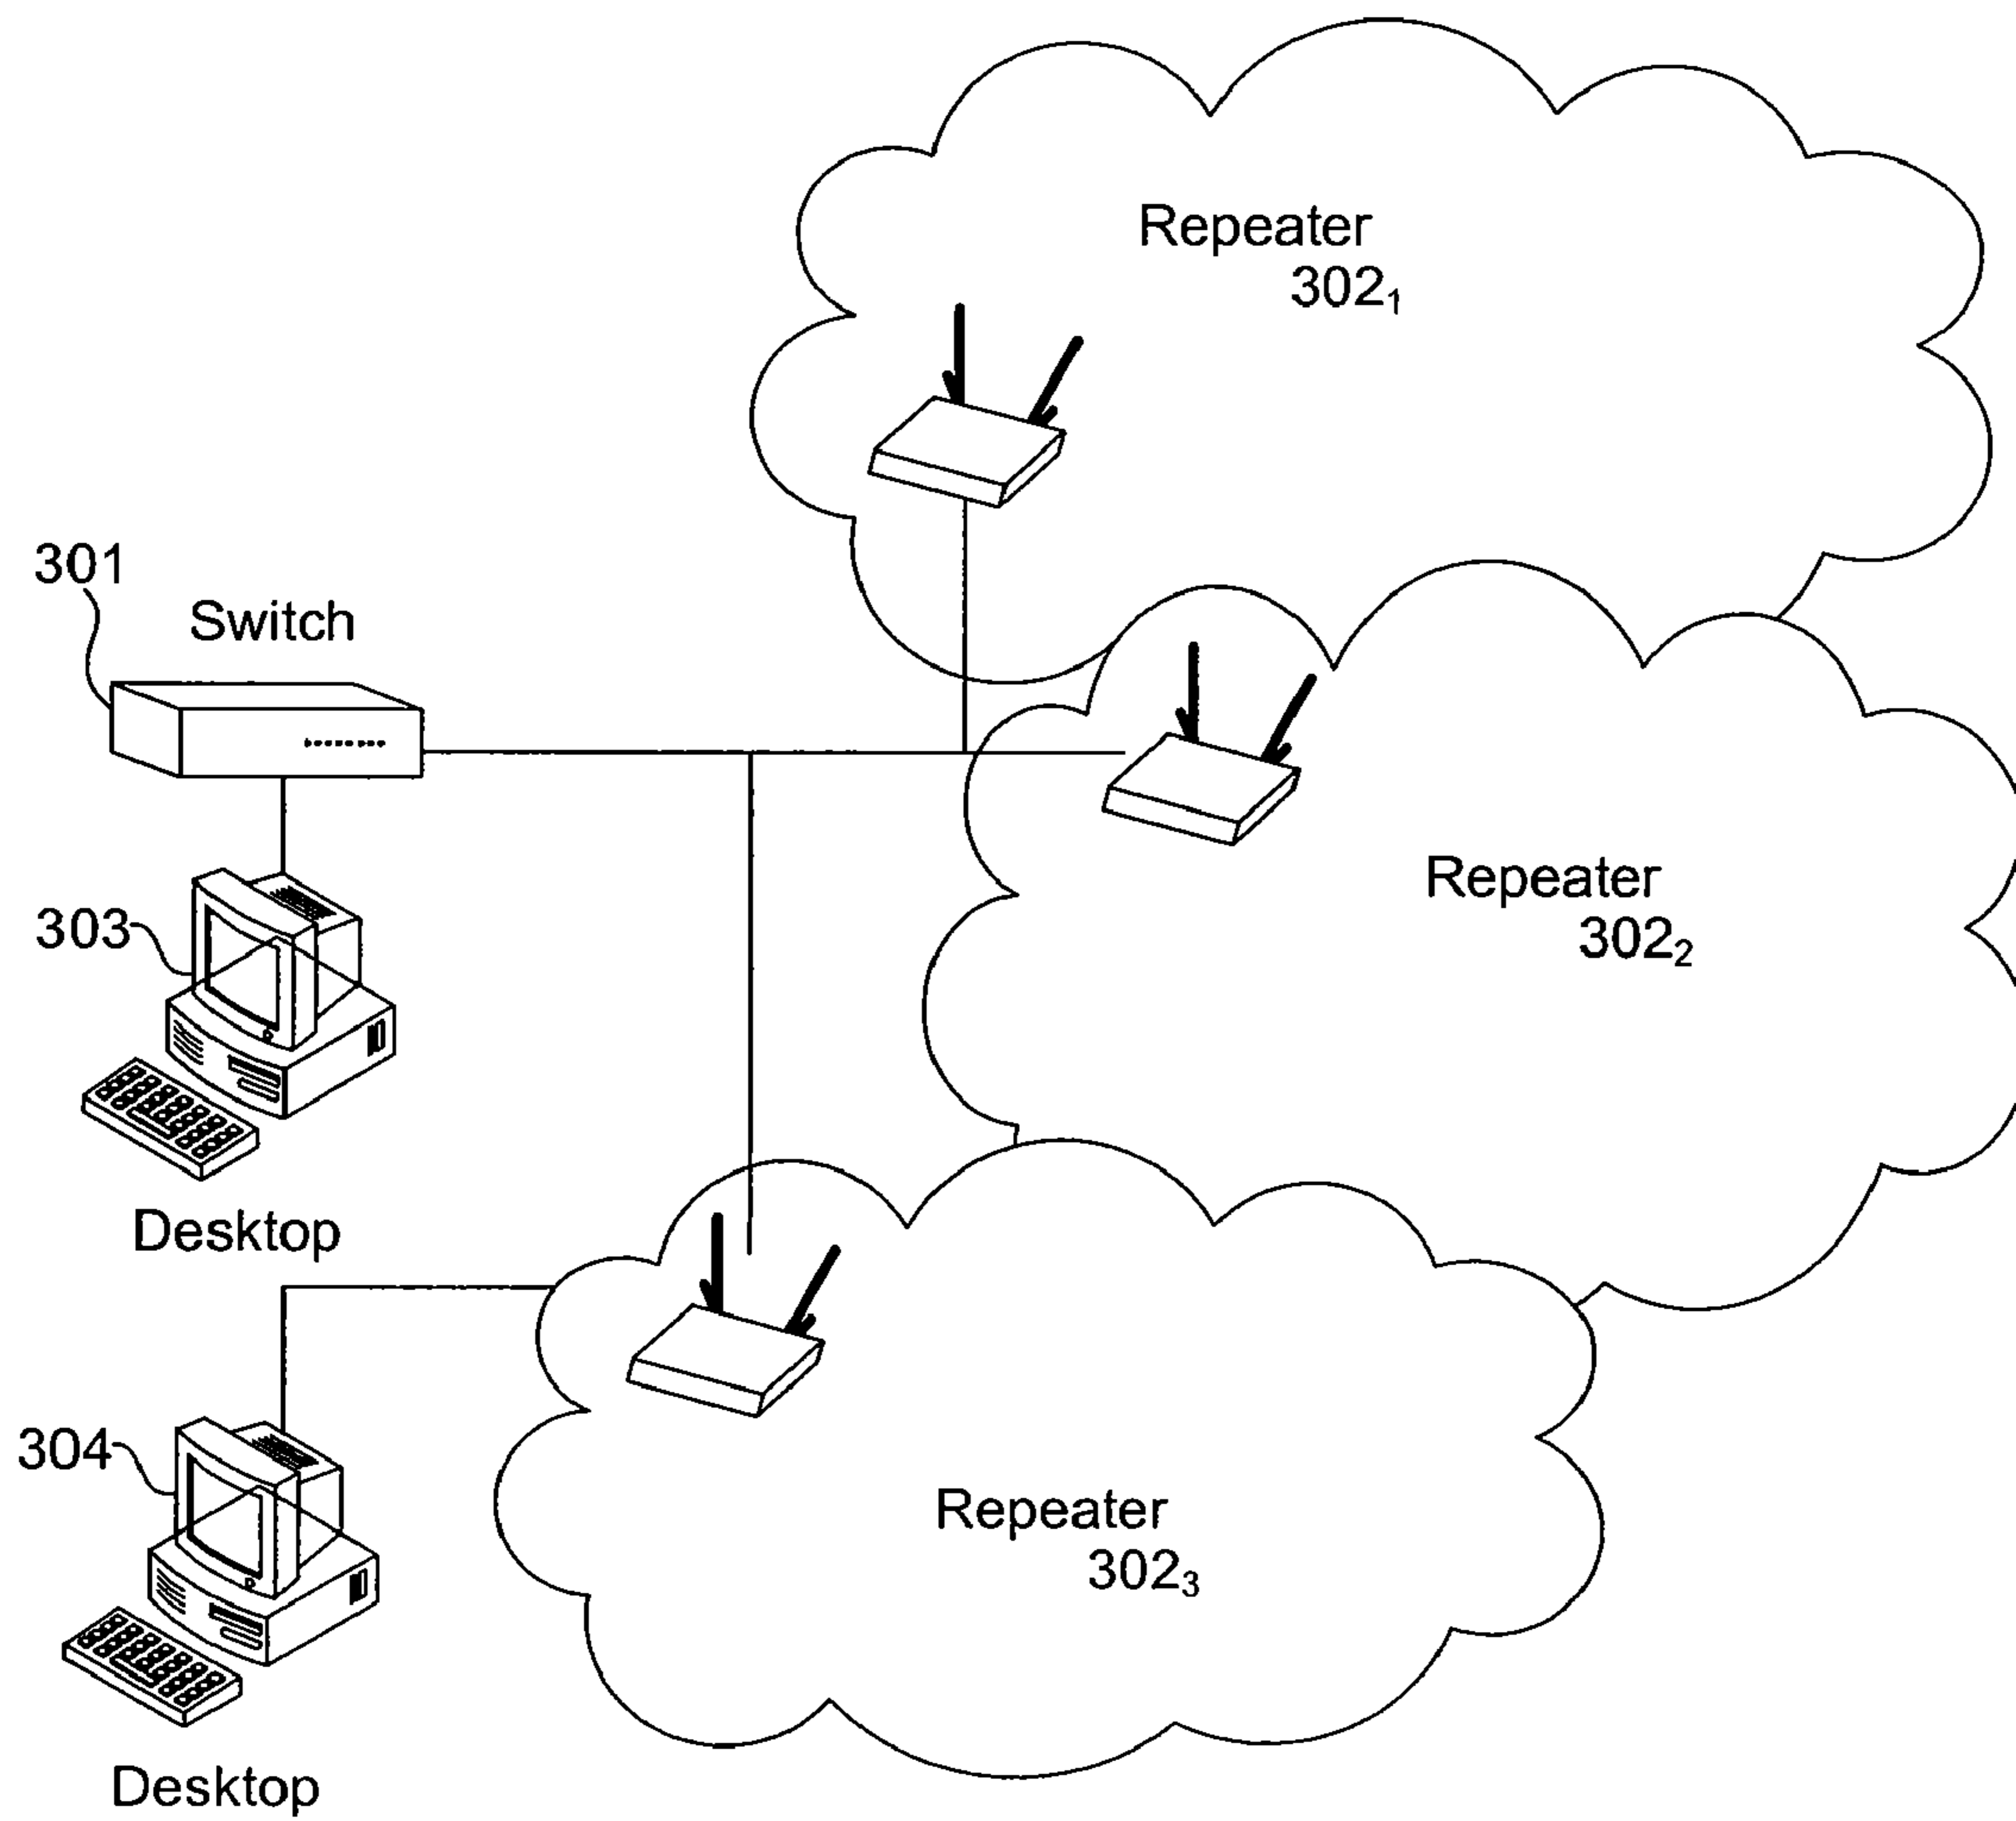 Repeater
302₁
301
Switch
Repeater
302₂
303
Desktop
304
Repeater
302₃
Desktop